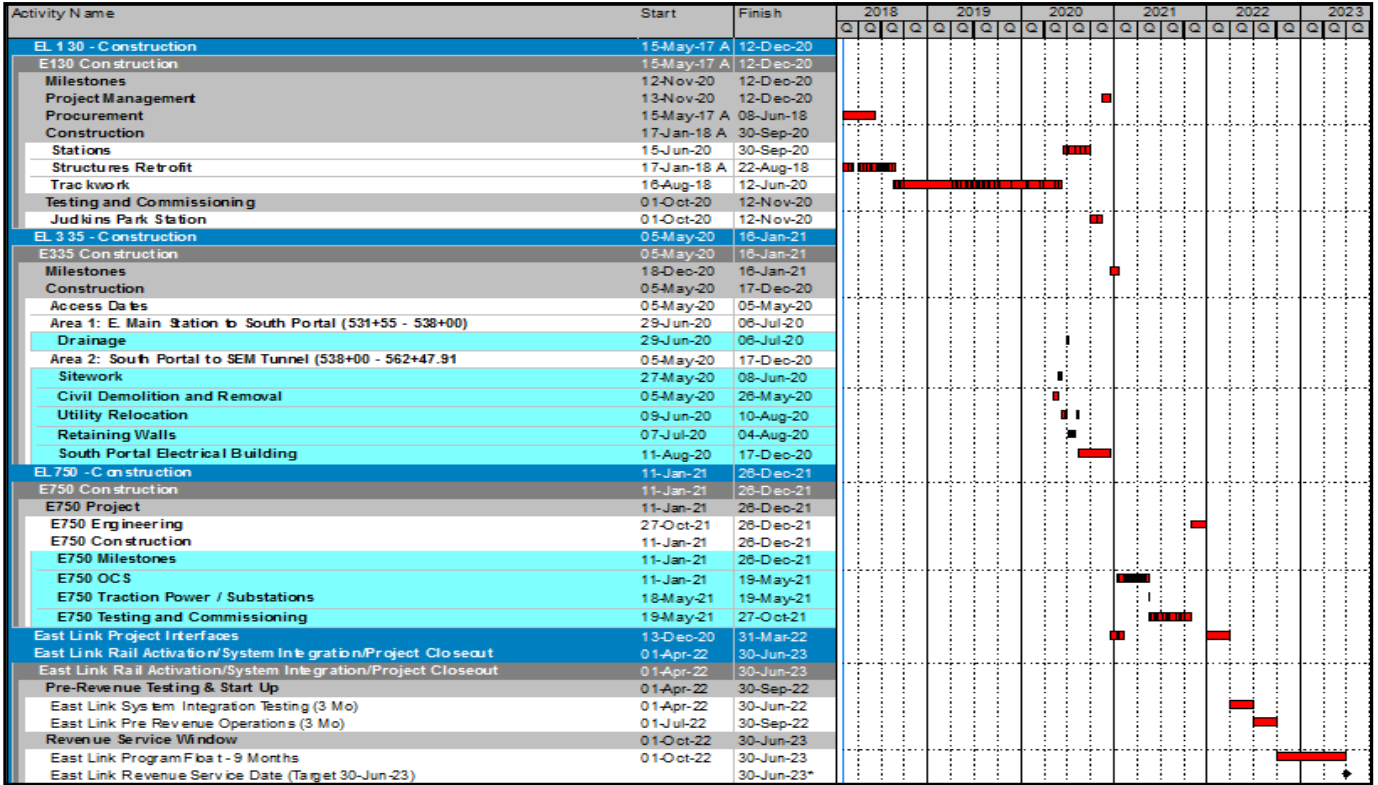 Activity Name Start Finish 2018 2019 2020 2021 2022 2023
Q Q Q Q Q Q Q Q Q Q Q Q Q Q Q Q Q Q Q Q Q Q Q
EL130 - Construction 15-May-17 A 12-Dec-20
E130 Construction 15-May-17 A 12-Dec-20
Milestones 12-Nov-20 12-Dec-20
Project Management 13-Nov-20 12-Dec-20
Procurement 15-May-17 A 08-Jun-18
Construction 17-Jan-18 A 30-Sep-20
Stations 15-Jun-20 30-Sep-20
Structures Retrofit 17-Jan-18 A 22-Aug-18
Trackwork 16-Aug-18 12-Jun-20
Testing and Commissioning 01-Oct-20 12-Nov-20
Judkins Park Station 01-Oct-20 12-Nov-20
EL335 - Construction 05-May-20 16-Jan-21
E335 Construction 05-May-20 16-Jan-21
Milestones 18-Dec-20 16-Jan-21
Construction 05-May-20 17-Dec-20
Access Dates 05-May-20 05-May-20
Area 1: E. Main Station to South Portal (531+55 - 538+00) 29-Jun-20 06-Jul-20
Drainage 29-Jun-20 06-Jul-20
Area 2: South Portal to SEM Tunnel (538+00 - 562+47.91 05-May-20 17-Dec-20
Sitework 27-May-20 08-Jun-20
Civil Demolition and Removal 05-May-20 26-May-20
Utility Relocation 09-Jun-20 10-Aug-20
Retaining Walls 07-Jul-20 04-Aug-20
South Portal Electrical Building 11-Aug-20 17-Dec-20
EL750 - Construction 11-Jan-21 26-Dec-21
E750 Construction 11-Jan-21 26-Dec-21
E750 Project 11-Jan-21 26-Dec-21
E750 Engineering 27-Oct-21 26-Dec-21
E750 Construction 11-Jan-21 26-Dec-21
E750 Milestones 11-Jan-21 26-Dec-21
E750 OCS 11-Jan-21 19-May-21
E750 Traction Power / Substations 18-May-21 19-May-21
E750 Testing and Commissioning 19-May-21 27-Oct-21
East Link Project Interfaces 13-Dec-20 31-Mar-22
East Link Rail Activation/System Integration/Project Closeout 01-Apr-22 30-Jun-23
East Link Rail Activation/System Integration/Project Closeout 01-Apr-22 30-Jun-23
Pre-Revenue Testing & Start Up 01-Apr-22 30-Sep-22
East Link System Integration Testing (3 Mo) 01-Apr-22 30-Jun-22
East Link Pre Revenue Operations (3 Mo) 01-Jul-22 30-Sep-22
Revenue Service Window 01-Oct-22 30-Jun-23
East Link Program Float - 9 Months 01-Oct-22 30-Jun-23
East Link Revenue Service Date (Target 30-Jun-23) 30-Jun-23*